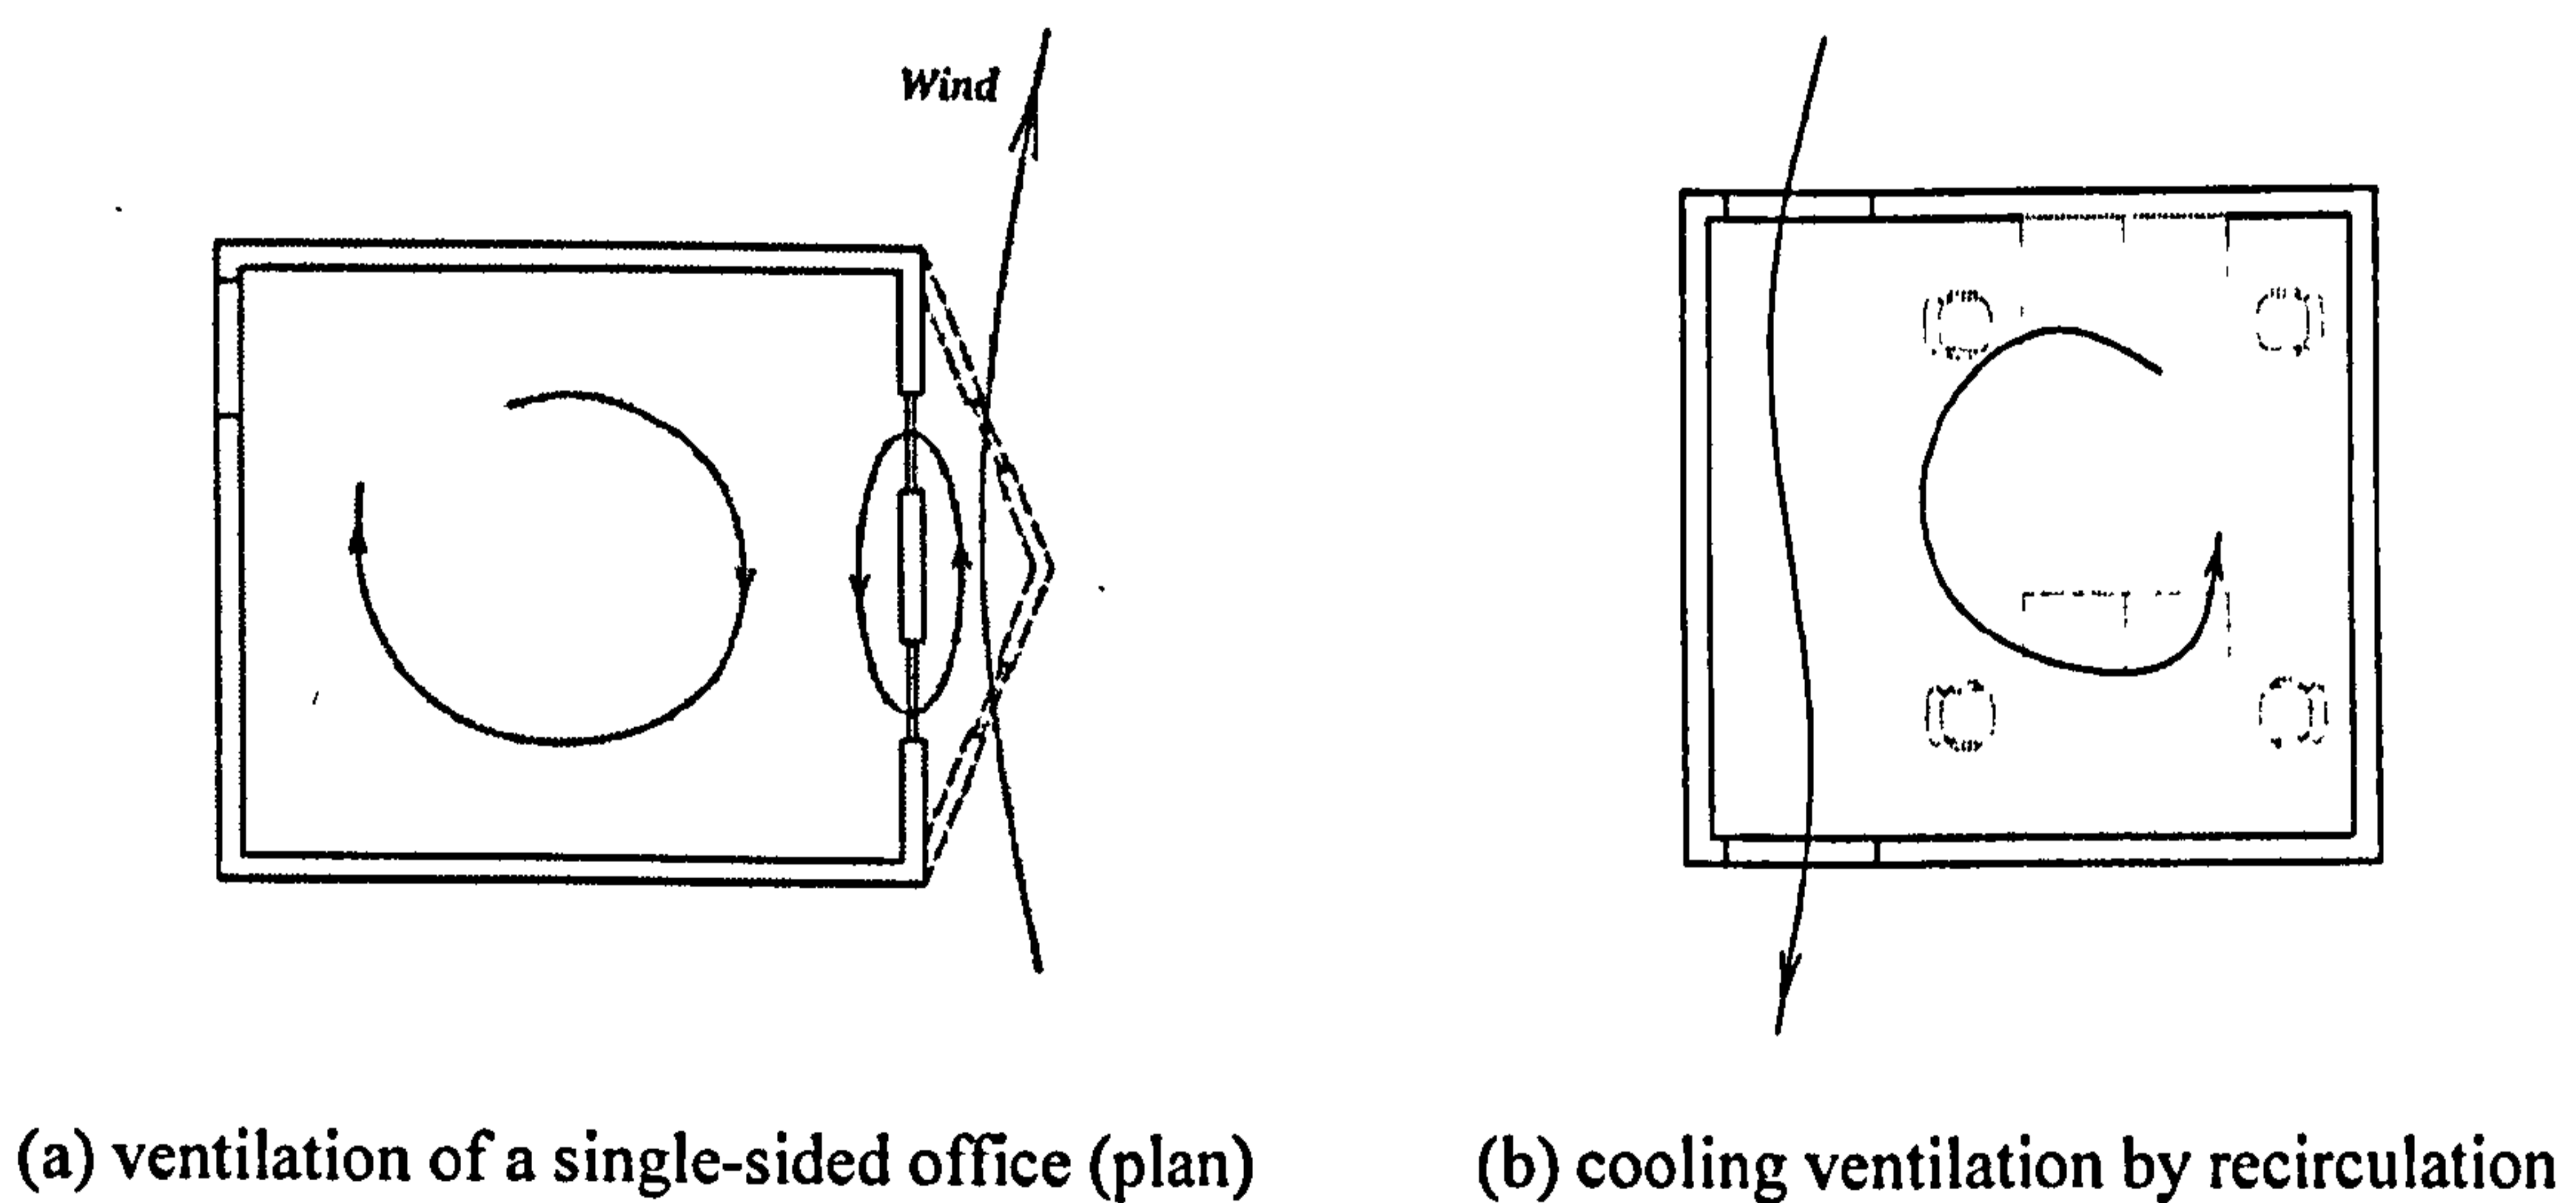 Wind
(a) ventilation of a single-sided office (plan)
(b) cooling ventilation by recirculation